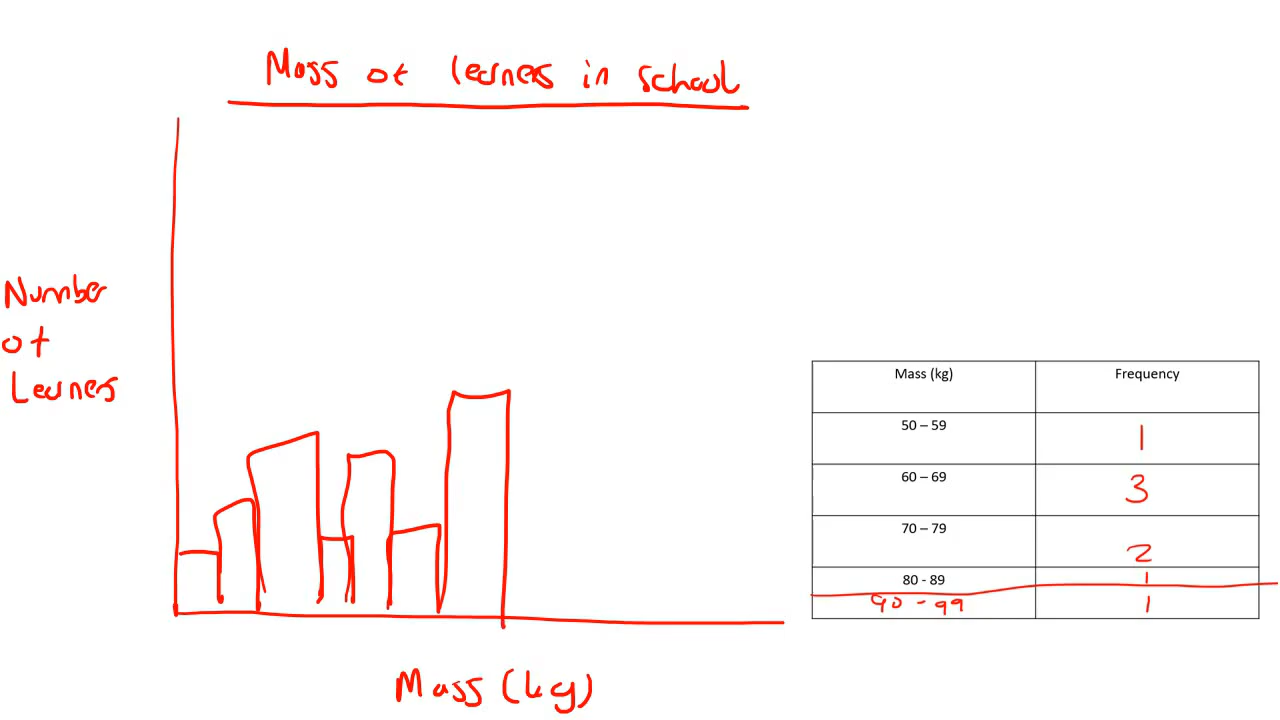 Mass of learners in school
Number
of
Learners
Mass (kg)
Mass (kg) Frequency
50 – 59 1
60 – 69 3
70 – 79 2
80 - 89 1
90 - 99 1